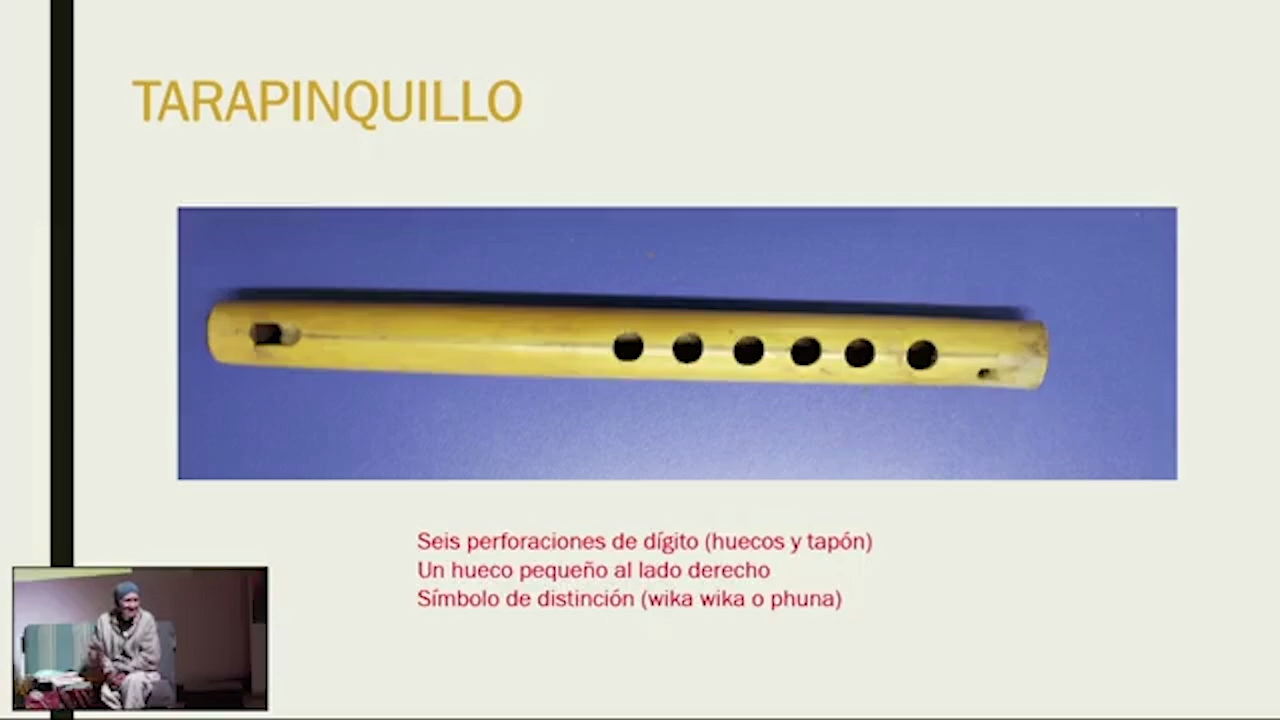 TARAPINQUILLO
Seis perforaciones de dígito (huecos y tapón)
Un hueco pequeño al lado derecho
Símbolo de distinción (wika wika o phuna)